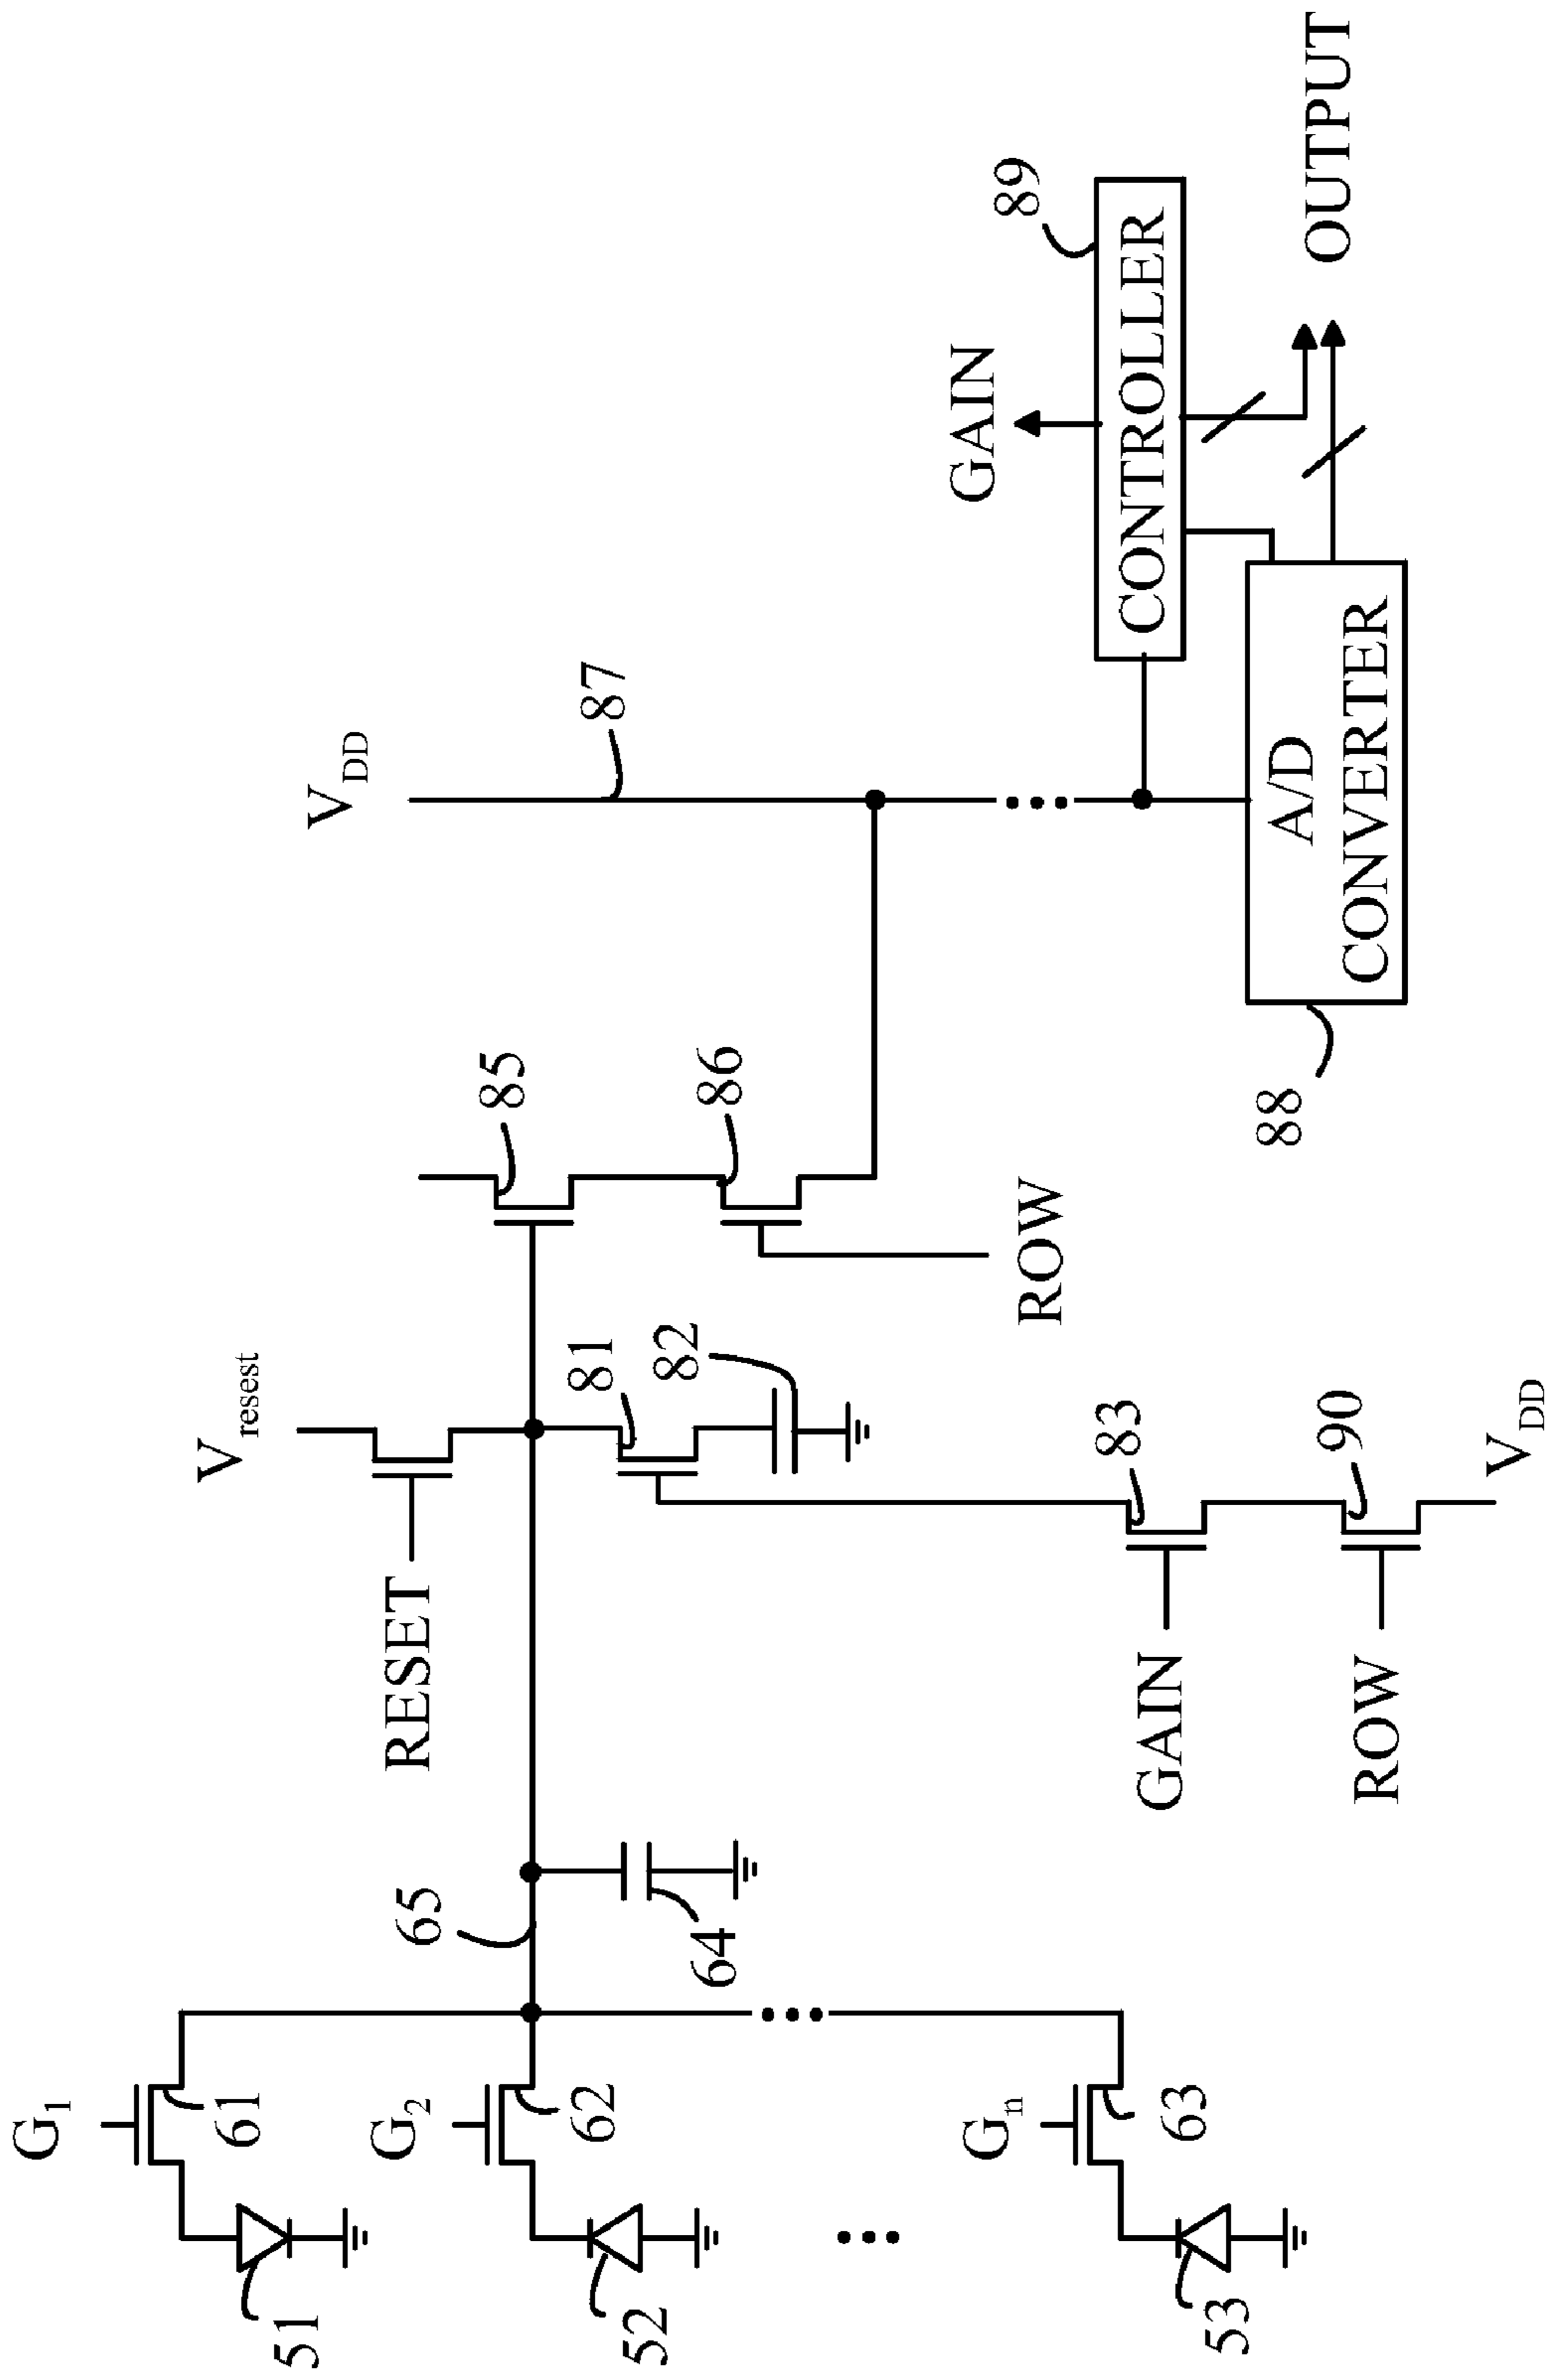 G1
61
51
G2
62
52
Gn
63
53
65
64
RESET
Vresest
81
82
GAIN
83
ROW
90
VDD
85
86
ROW
VDD
87
88
A/D
CONVERTER
GAIN
CONTROLLER
89
OUTPUT